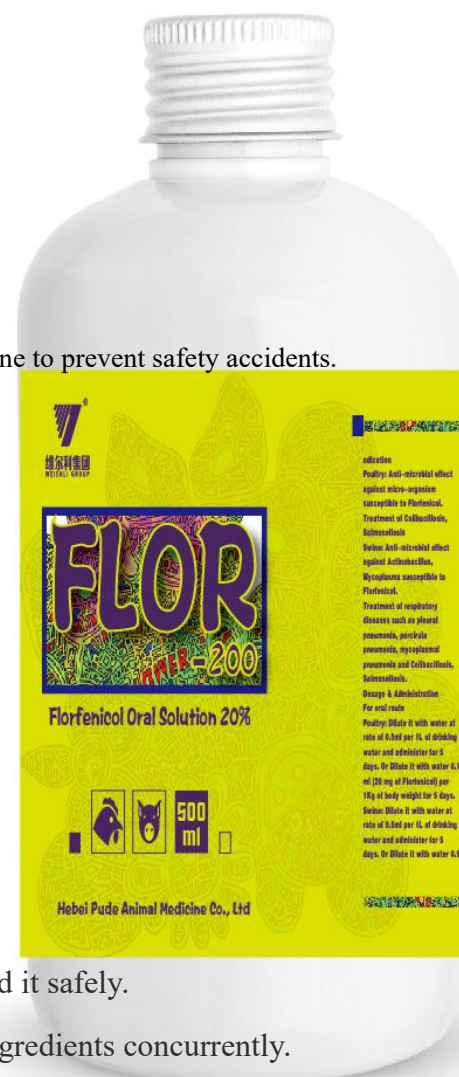 ne to prevent safety accidents.
®
维尔利集团
WEIERLI GROUP
FLOR
POWER-200
Florfenicol Oral Solution 20%
500
ml
Hebei Pude Animal Medicine Co., Ltd
ndication
Poultry: Anti-microbial effect
against micro-organism
susceptible to Florfenicol.
Treatment of Colibacillosis,
Salmonellosis
Swine: Anti-microbial effect
against Actinobacillus,
Mycoplasma susceptible to
Florfenicol.
Treatment of respiratory
diseases such as pleural
pneumonia, percirula
pneumonia, mycoplasmal
pneumonia and Colibacillosis,
Salmonellosis.
Dosage & Administration
For oral route
Poultry: Dilute it with water at
rate of 0.5ml per 1L of drinking
water and administer for 5
days. Or Dilute it with water 0.1
ml (20 mg of Florfenicol) per
1Kg of body weight for 5 days.
Swine: Dilute it with water at
rate of 0.5ml per 1L of drinking
water and administer for 5
days. Or Dilute it with water 0.5
d it safely.
gredients concurrently.